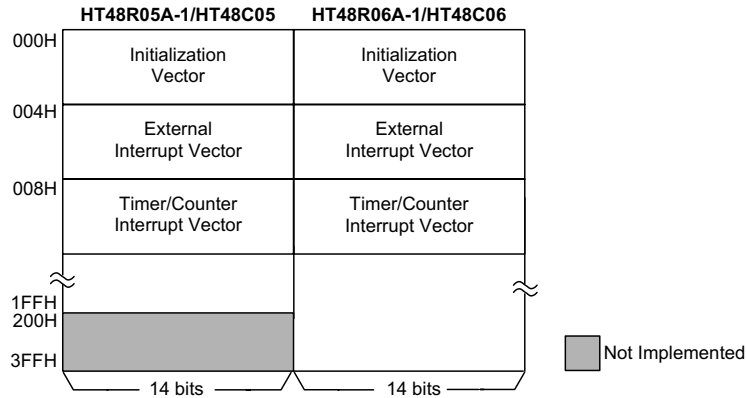 HT48R05A-1/HT48C05 HT48R06A-1/HT48C06
000H
Initialization
Vector
Initialization
Vector
004H
External
Interrupt Vector
External
Interrupt Vector
008H
Timer/Counter
Interrupt Vector
Timer/Counter
Interrupt Vector
1FFH
200H
3FFH
Not Implemented
14 bits
14 bits